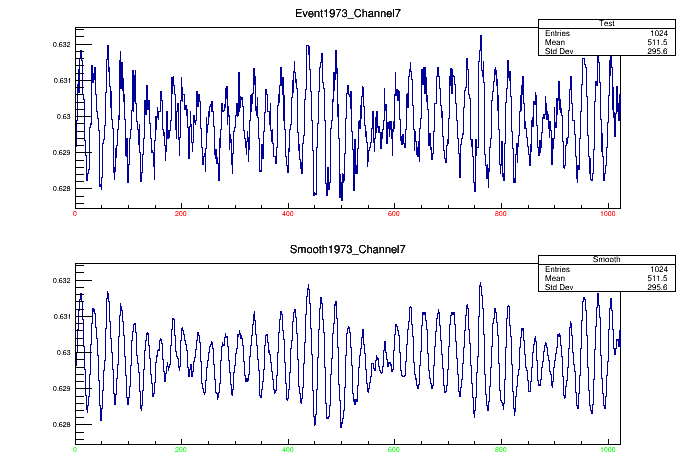 Event1973_Channel7
Test
Entries 1024
Mean 511.5
Std Dev 295.6
0.632
0.631
0.63
0.629
0.628
0 200 400 600 800 1000
Smooth1973_Channel7
Smooth
Entries 1024
Mean 511.5
Std Dev 295.6
0.632
0.631
0.63
0.629
0.628
0 200 400 600 800 1000